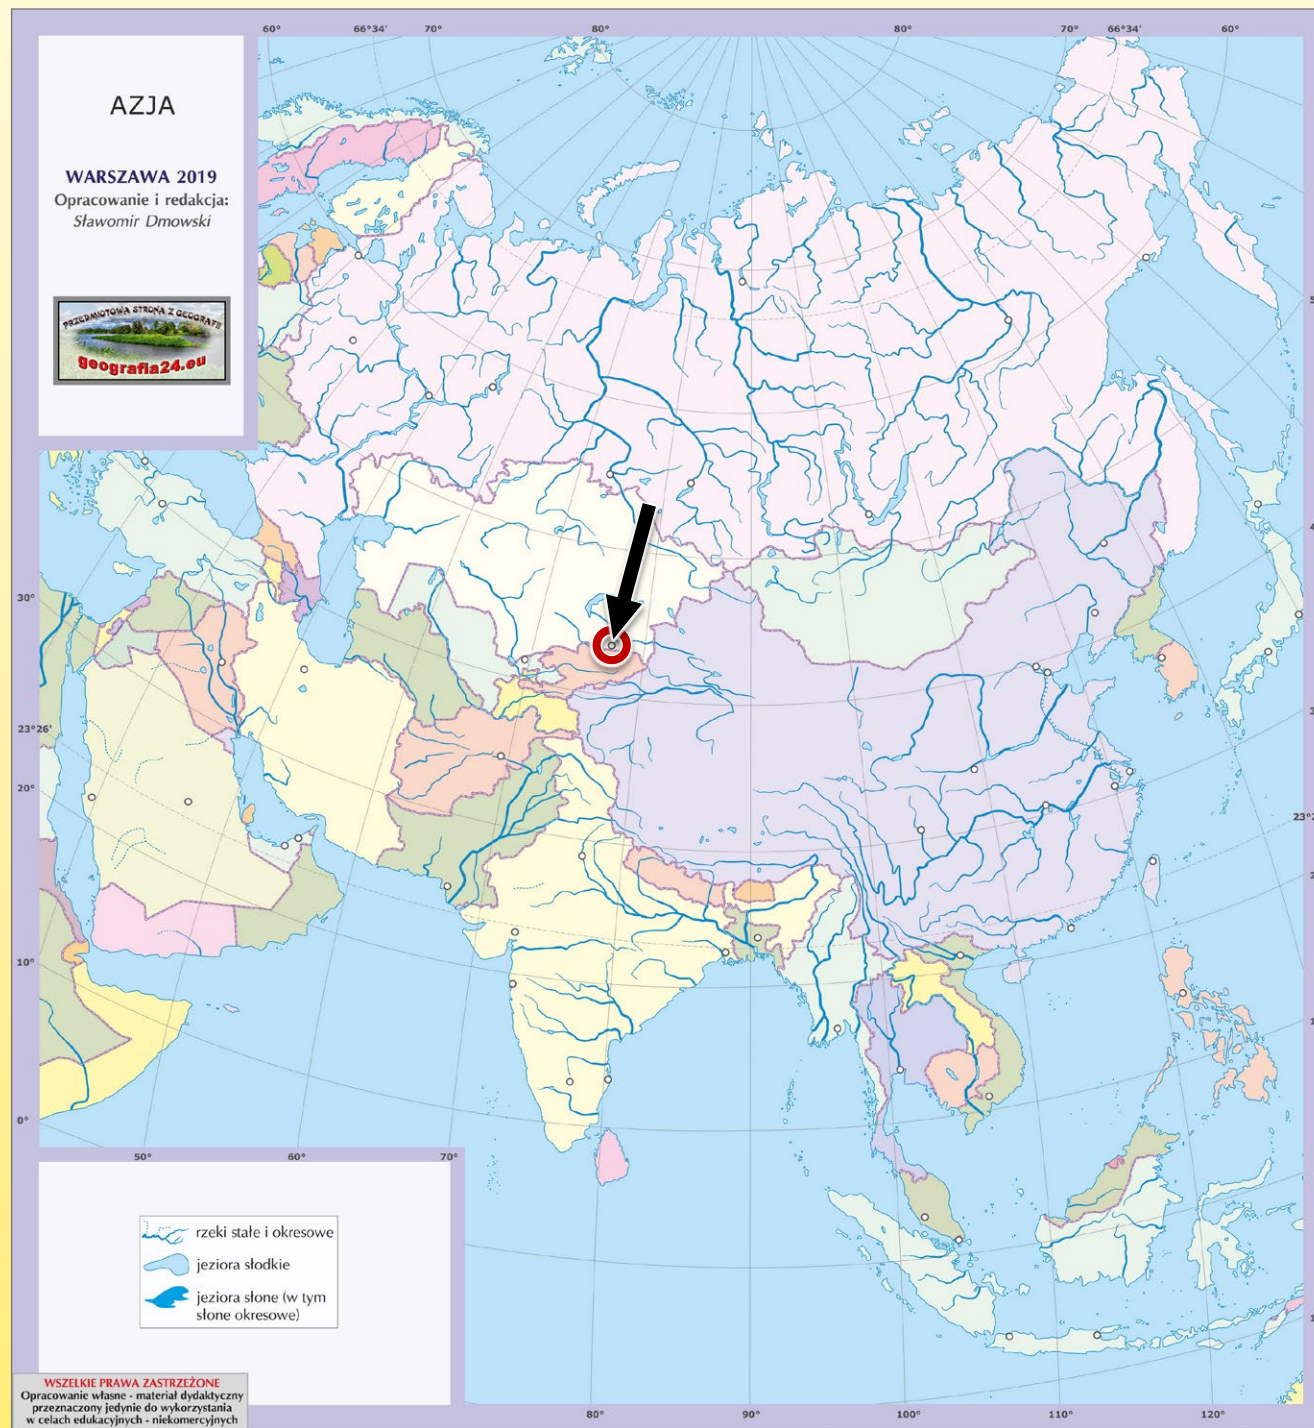 60° 66°34' 70° 80° 80° 70° 66°34' 60°
AZJA
WARSZAWA 2019
Opracowanie i redakcja:
Sławomir Dmowski
PRZEDMIOTOWA STRONA Z GEOGRAFII
geografia24.eu
30°
23°26'
20°
10°
0°
50° 60° 70°
rzeki stałe i okresowe
jeziora słodkie
jeziora słone (w tym
słone okresowe)
80° 90° 100° 110° 120°
WSZELKIE PRAWA ZASTRZEŻONE
Opracowanie własne - materiał dydaktyczny
przeznaczony jedynie do wykorzystania
w celach edukacyjnych - niekomercyjnych